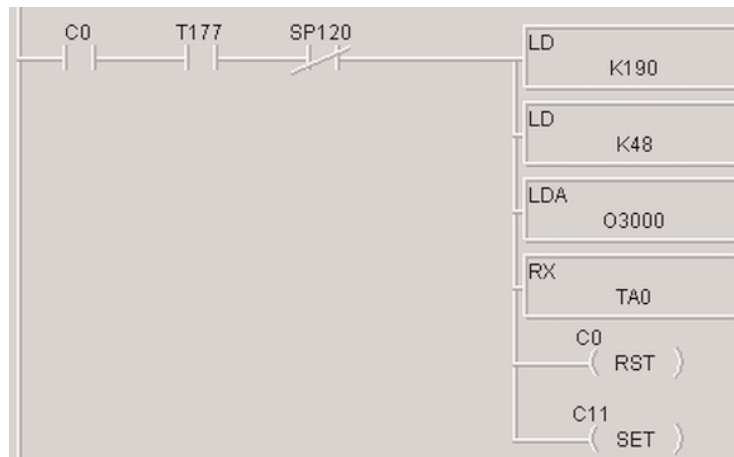 C0 T177 SP120
LD
K190
LD
K48
LDA
O3000
RX
TA0
C0
RST
C11
SET